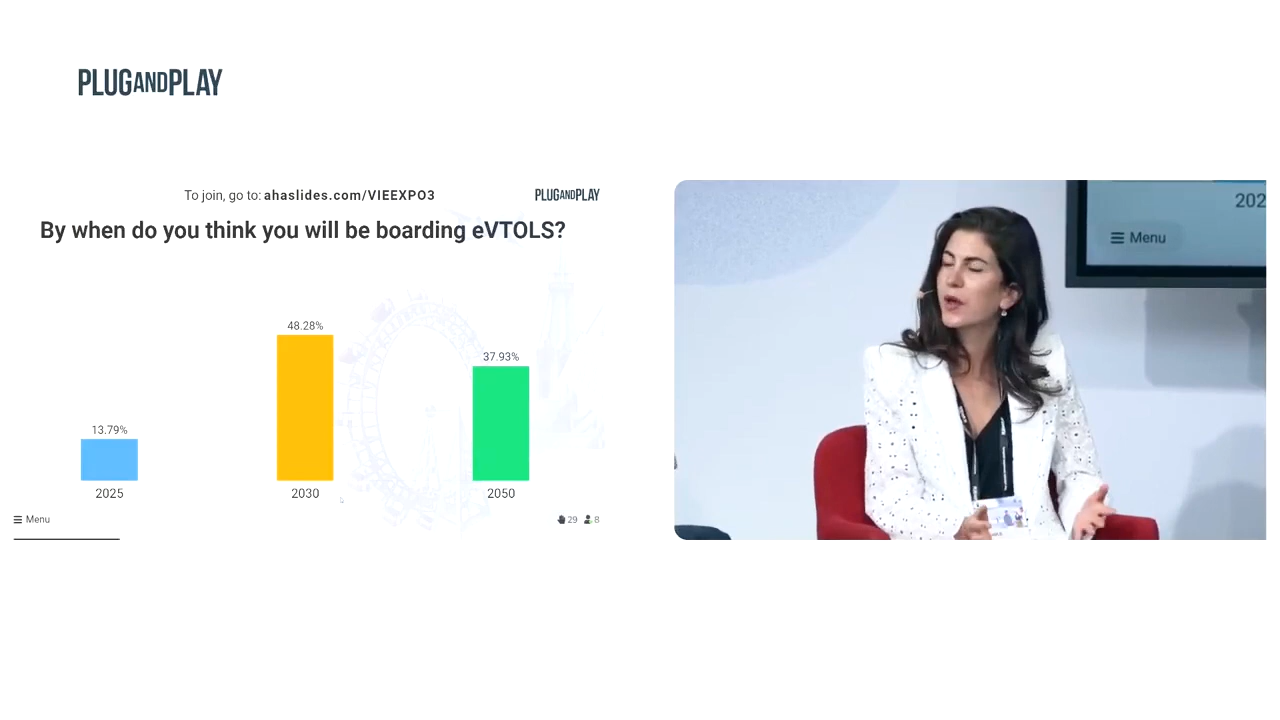 PLUGANDPLAY
To join, go to: ahaslides.com/VIEEXPO3
PLUGANDPLAY
By when do you think you will be boarding eVTOLS?
13.79%
48.28%
37.93%
2025
2030
2050
Menu
29
8
202
Menu